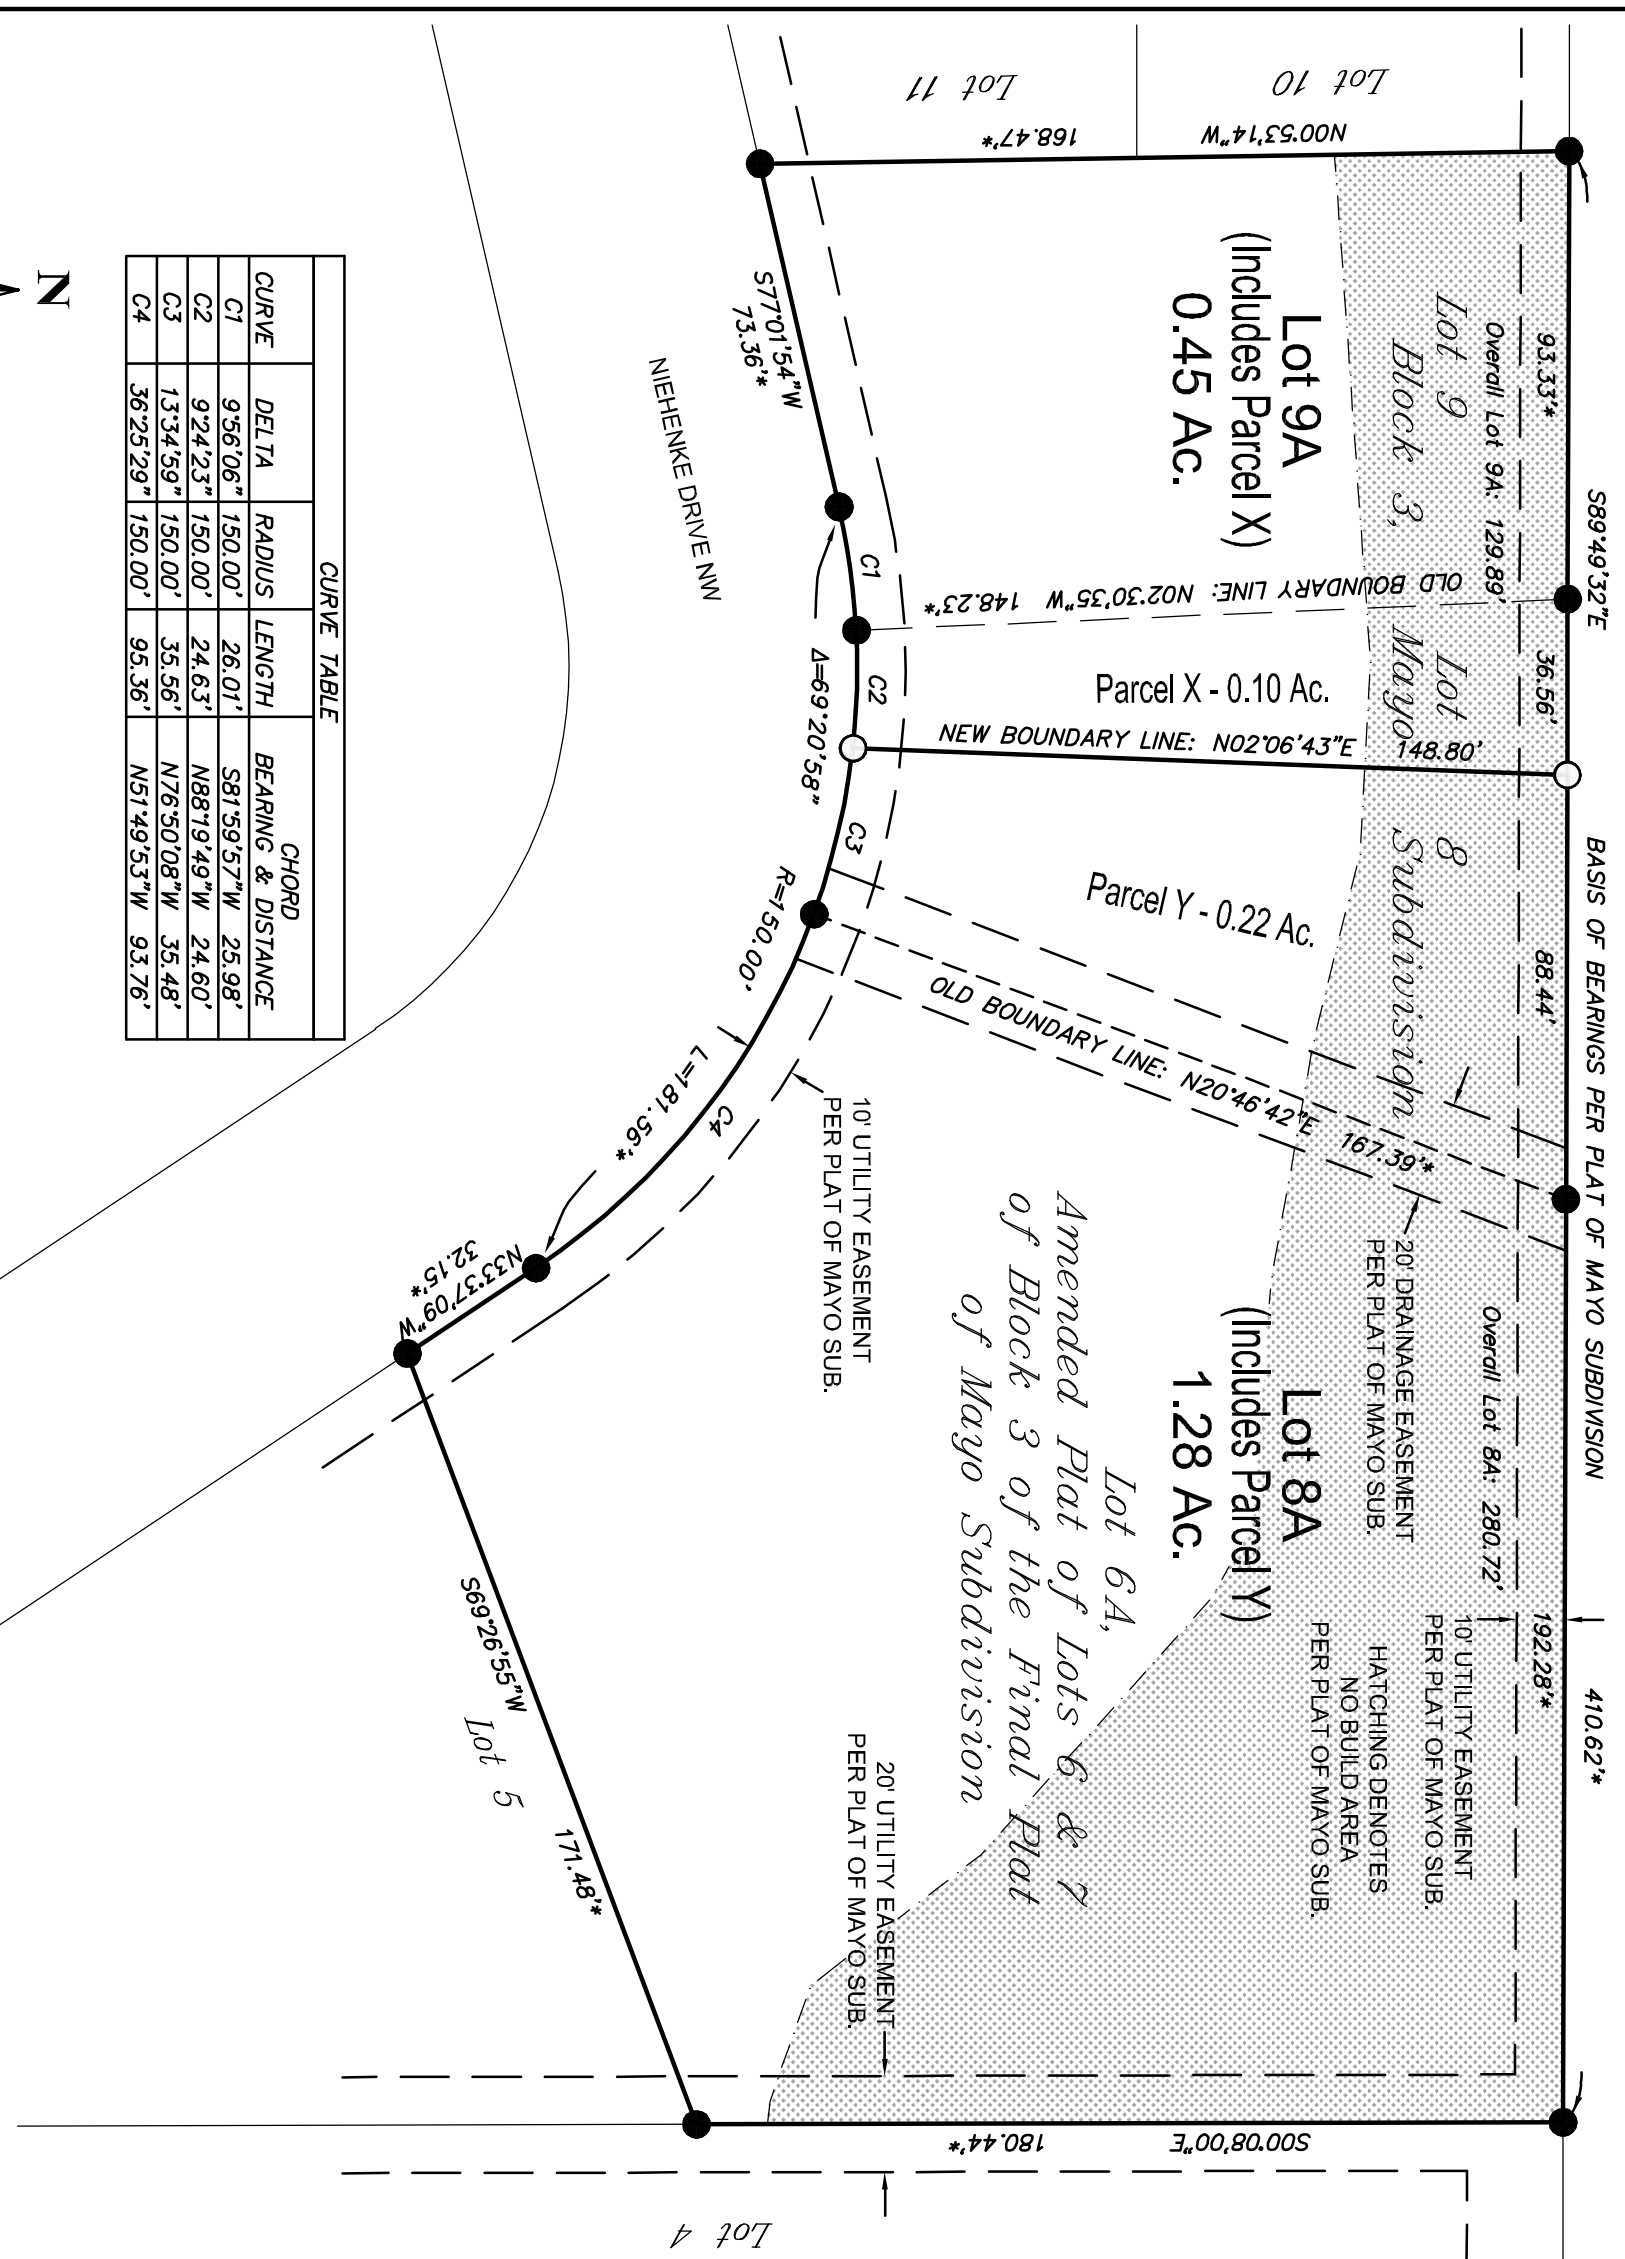 S89°49'32"E
BASIS OF BEARINGS PER PLAT OF MAYO SUBDIVISION
410.62'*
93.33'*
36.56'
88.44'
192.28'*
Overall Lot 9A: 129.89'
Overall Lot 8A: 280.72'
Lot 9
Block 3,
Lot 8
Mayo Subdivision
10' UTILITY EASEMENT
PER PLAT OF MAYO SUB.
20' DRAINAGE EASEMENT
PER PLAT OF MAYO SUB.
HATCHING DENOTES
NO BUILD AREA
PER PLAT OF MAYO SUB.
Lot 10
Lot 11
N00°53'14"W 168.47'*
Lot 9A
(Includes Parcel X)
0.45 Ac.
OLD BOUNDARY LINE: N02°30'35"W 148.23'*
Parcel X - 0.10 Ac.
NEW BOUNDARY LINE: N02°06'43"E 148.80'
Parcel Y - 0.22 Ac.
OLD BOUNDARY LINE: N20°46'42"E 167.39'*
Lot 8A
(Includes Parcel Y)
1.28 Ac.
Lot 6A,
Amended Plat of Lots 6 & 7
of Block 3 of the Final Plat
of Mayo Subdivision
20' UTILITY EASEMENT
PER PLAT OF MAYO SUB.
10' UTILITY EASEMENT
PER PLAT OF MAYO SUB.
S00°08'00"E 180.44'*
Lot 4
S77°01'54"W
73.36'*
C1
C2
C3
C4
Δ=69°20'58"
R=150.00'
L=181.56'*
N33°37'09"W
32.15'*
S69°26'55"W 171.48'*
Lot 5
NIEHENKE DRIVE NW
CURVE TABLE
CURVE DELTA RADIUS LENGTH CHORD BEARING & DISTANCE
C1 9°56'06" 150.00' 26.01' S81°59'57"W 25.98'
C2 9°24'23" 150.00' 24.63' N88°19'49"W 24.60'
C3 13°34'59" 150.00' 35.56' N76°50'08"W 35.48'
C4 36°25'29" 150.00' 95.36' N51°49'53"W 93.76'
N